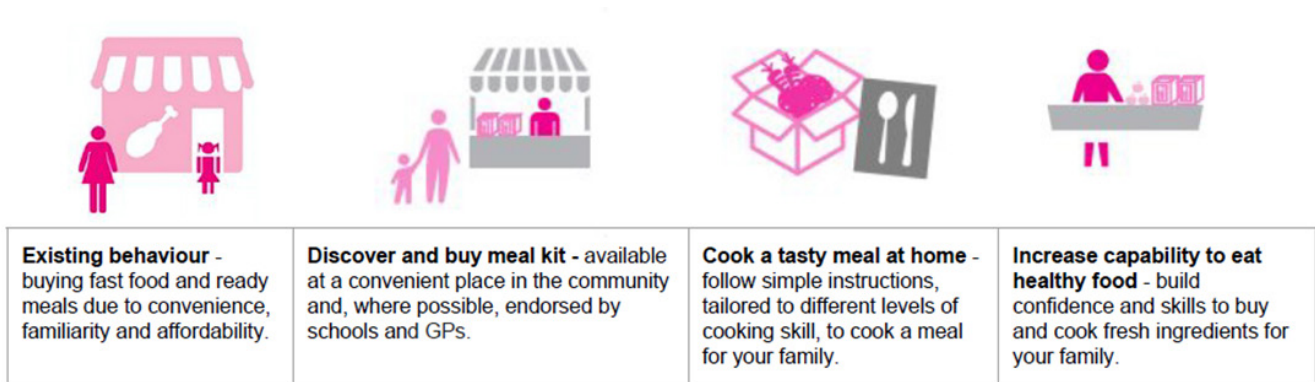 Existing behaviour -
buying fast food and ready
meals due to convenience,
familiarity and affordability.
Discover and buy meal kit - available
at a convenient place in the community
and, where possible, endorsed by
schools and GPs.
Cook a tasty meal at home -
follow simple instructions,
tailored to different levels of
cooking skill, to cook a meal
for your family.
Increase capability to eat
healthy food - build
confidence and skills to buy
and cook fresh ingredients for
your family.